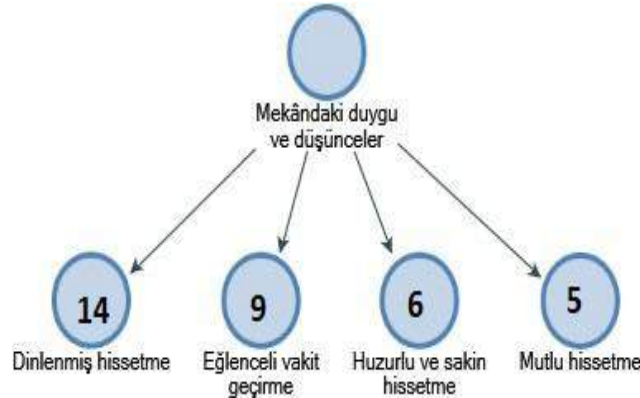 Mekândaki duygu
ve düşünceler
14
9
6
5
Dinlenmiş hissetme
Eğlenceli vakit
geçirme
Huzurlu ve sakin
hissetme
Mutlu hissetme